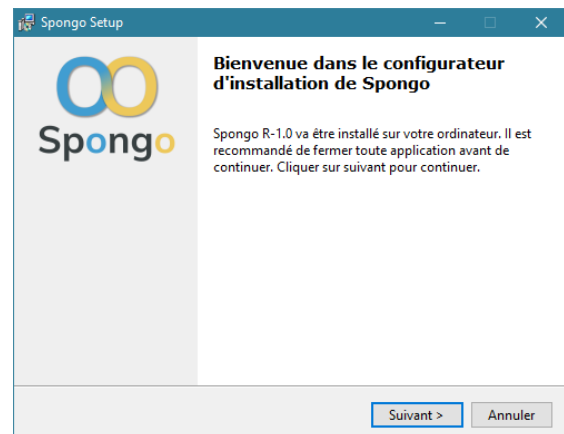 Spongo Setup
Bienvenue dans le configurateur
d'installation de Spongo
Spongo
Spongo R-1.0 va être installé sur votre ordinateur. Il est
recommandé de fermer toute application avant de
continuer. Cliquer sur suivant pour continuer.
Suivant >
Annuler